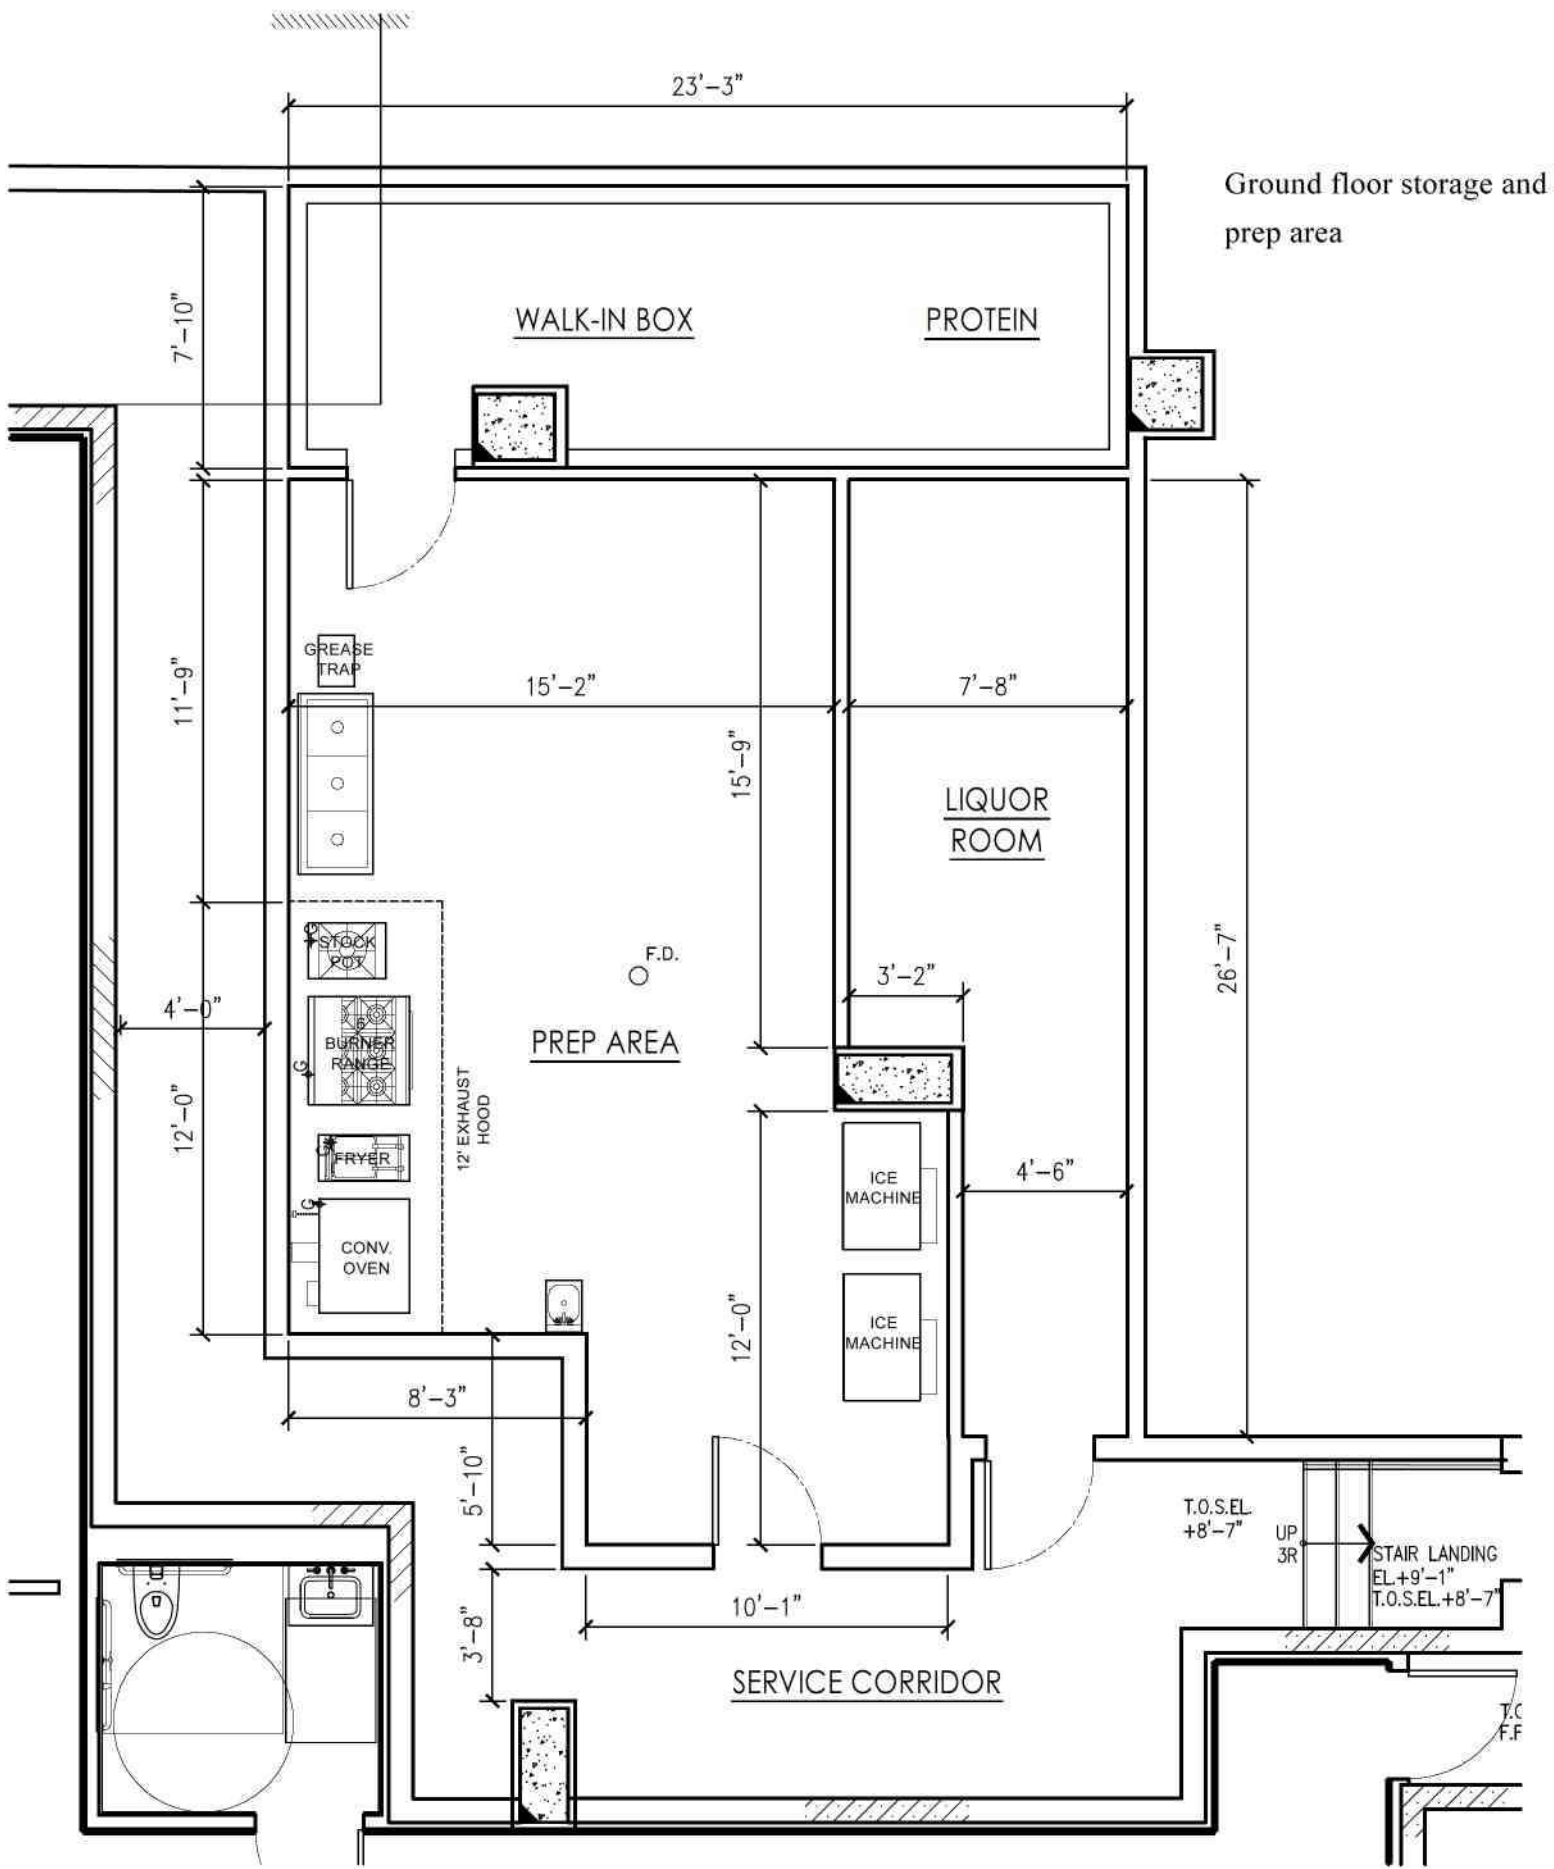 23'-3"
Ground floor storage and
prep area
7'-10"
WALK-IN BOX
PROTEIN
GREASE
TRAP
11'-9"
15'-2"
7'-8"
15'-9"
LIQUOR
ROOM
G
STOCK
POT
F.D.
3'-2"
26'-7"
4'-0"
6
BURNER
RANGE
G
PREP AREA
12'-0"
12' EXHAUST
HOOD
G
FRYER
ICE
MACHINE
4'-6"
G
CONV.
OVEN
12'-0"
ICE
MACHINE
8'-3"
5'-10"
T.O.S.EL.
+8'-7"
UP
3R
STAIR LANDING
EL.+9'-1"
T.O.S.EL.+8'-7"
10'-1"
3'-8"
SERVICE CORRIDOR